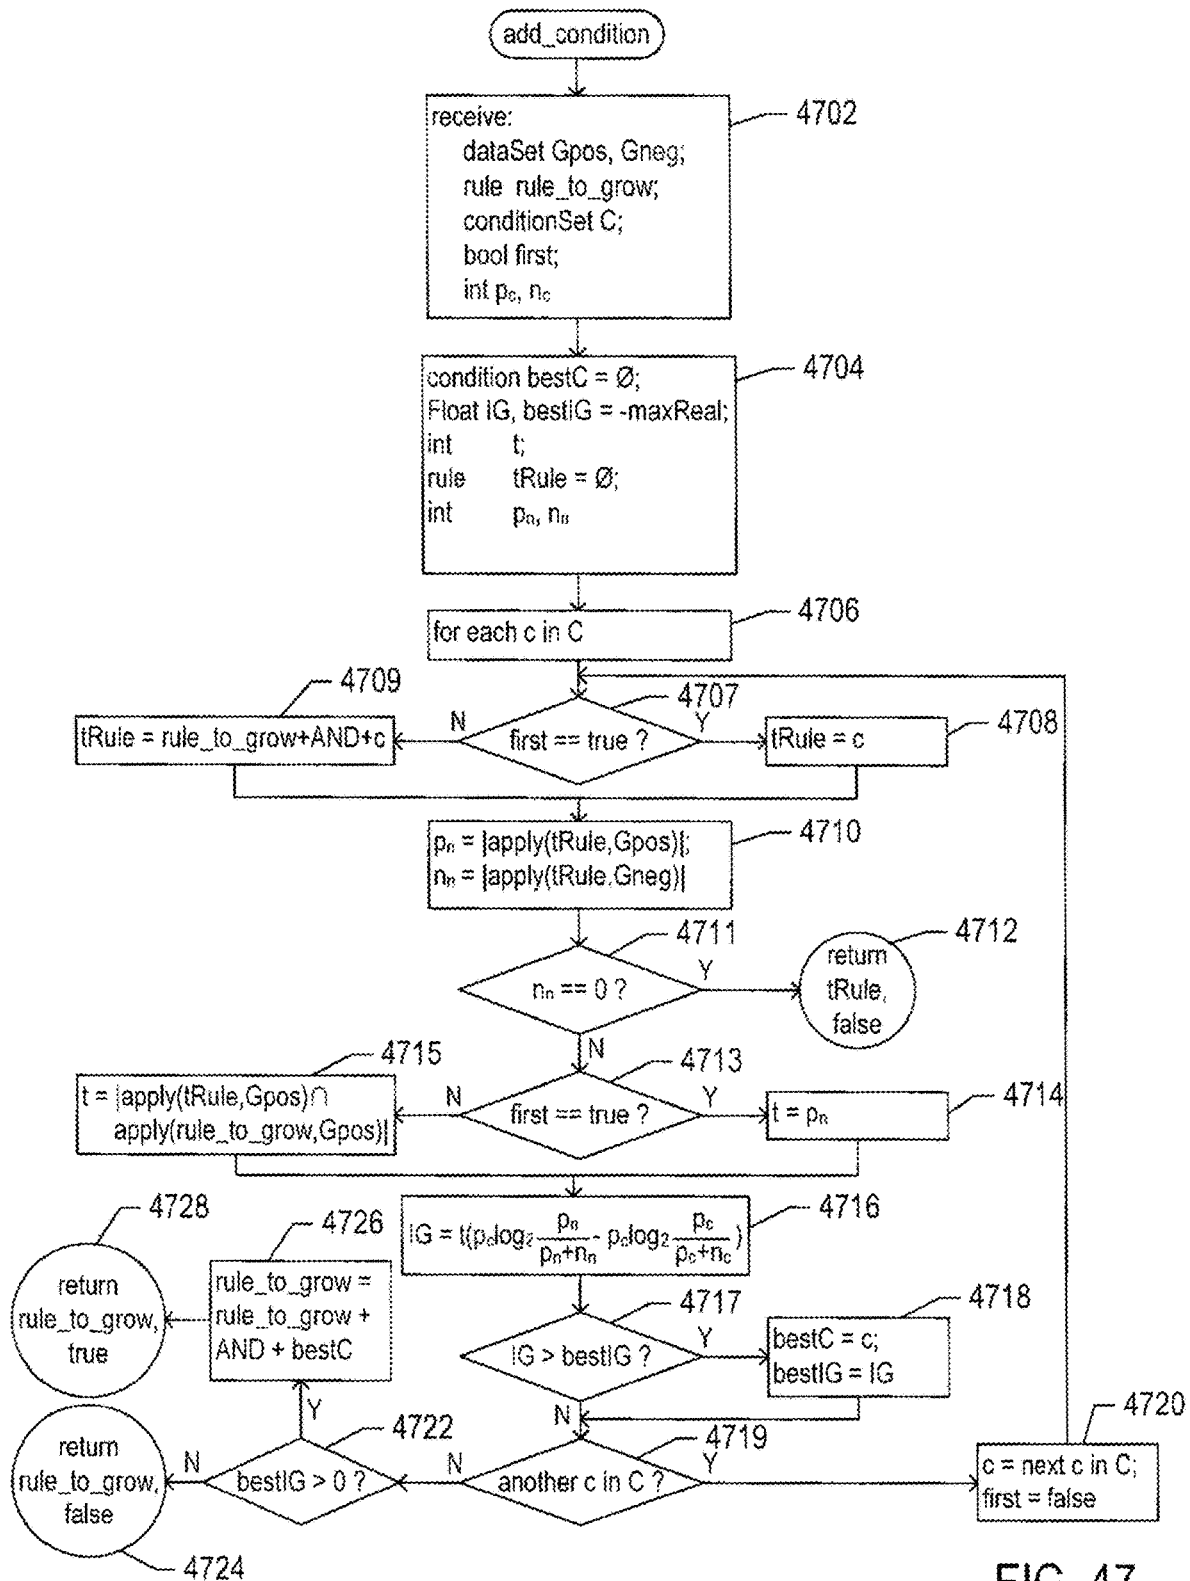 add_condition
4702
receive:
dataSet Gpos, Gneg;
rule rule_to_grow;
conditionSet C;
bool first;
int pc, nc
4704
condition bestC = Ø;
Float IG, bestIG = -maxReal;
int t;
rule tRule = Ø;
int pn, nn
4706
for each c in C
4709
4707
4708
tRule = rule_to_grow+AND+c
N
first == true ?
Y
tRule = c
4710
pn = |apply(tRule,Gpos)|;
nn = |apply(tRule,Gneg)|
4711
4712
nn == 0 ?
Y
return
tRule,
false
N
4715
4713
4714
t = |apply(tRule,Gpos)∩
apply(rule_to_grow,Gpos)|
N
first == true ?
Y
t = pn
4716
IG = t(pclog2 pn/pn+nn - pclog2 pc/pc+nc)
4728
4726
return
rule_to_grow,
true
rule_to_grow =
rule_to_grow +
AND + bestC
4717
4718
IG > bestIG ?
Y
bestC = c;
bestIG = IG
N
Y
4722
4719
4720
return
rule_to_grow,
false
N
bestIG > 0 ?
N
another c in C ?
Y
c = next c in C;
first = false
4724
FIG. 47